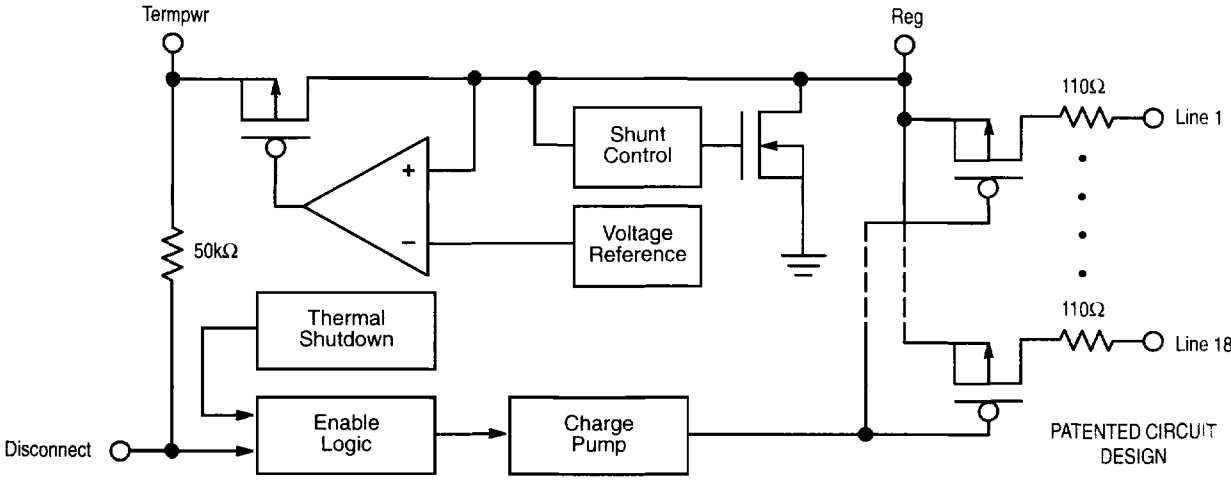 Termpwr
Reg
110Ω
Line 1
Shunt
Control
+
−
Voltage
Reference
50kΩ
Thermal
Shutdown
110Ω
Line 18
Enable
Logic
Charge
Pump
Disconnect
PATENTED CIRCUIT
DESIGN